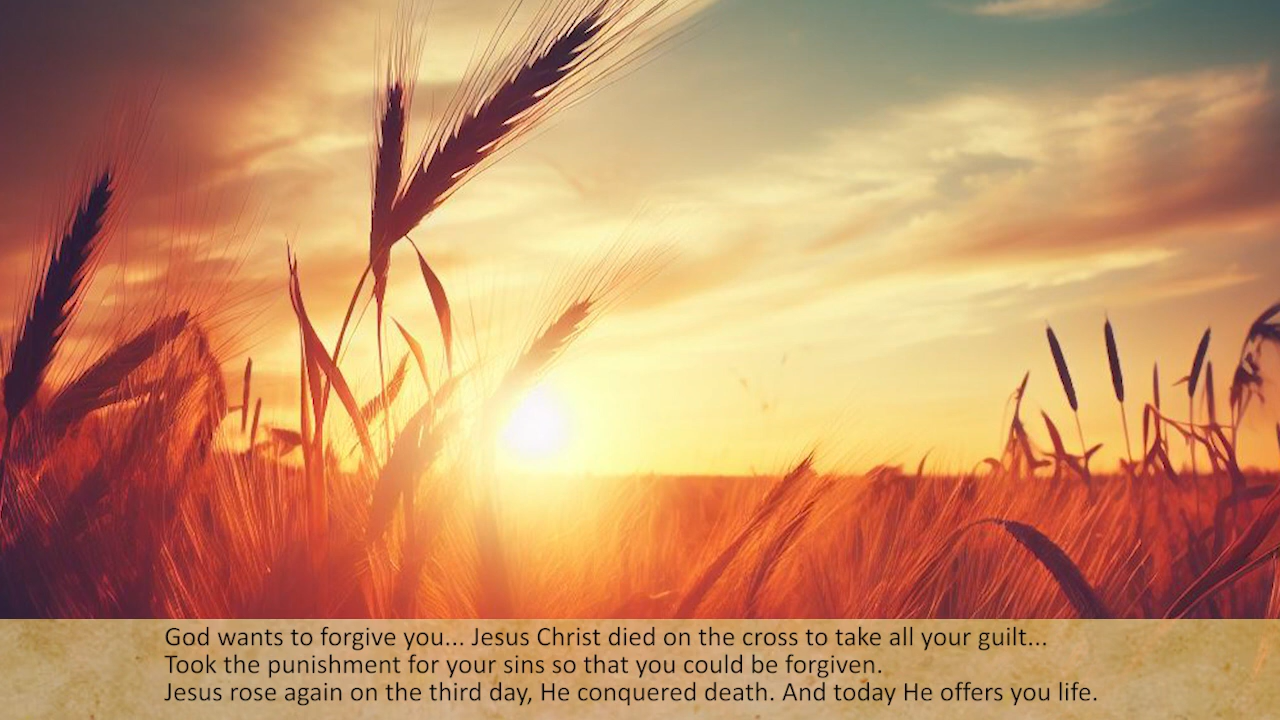 God wants to forgive you... Jesus Christ died on the cross to take all your guilt...
Took the punishment for your sins so that you could be forgiven.
Jesus rose again on the third day, He conquered death. And today He offers you life.